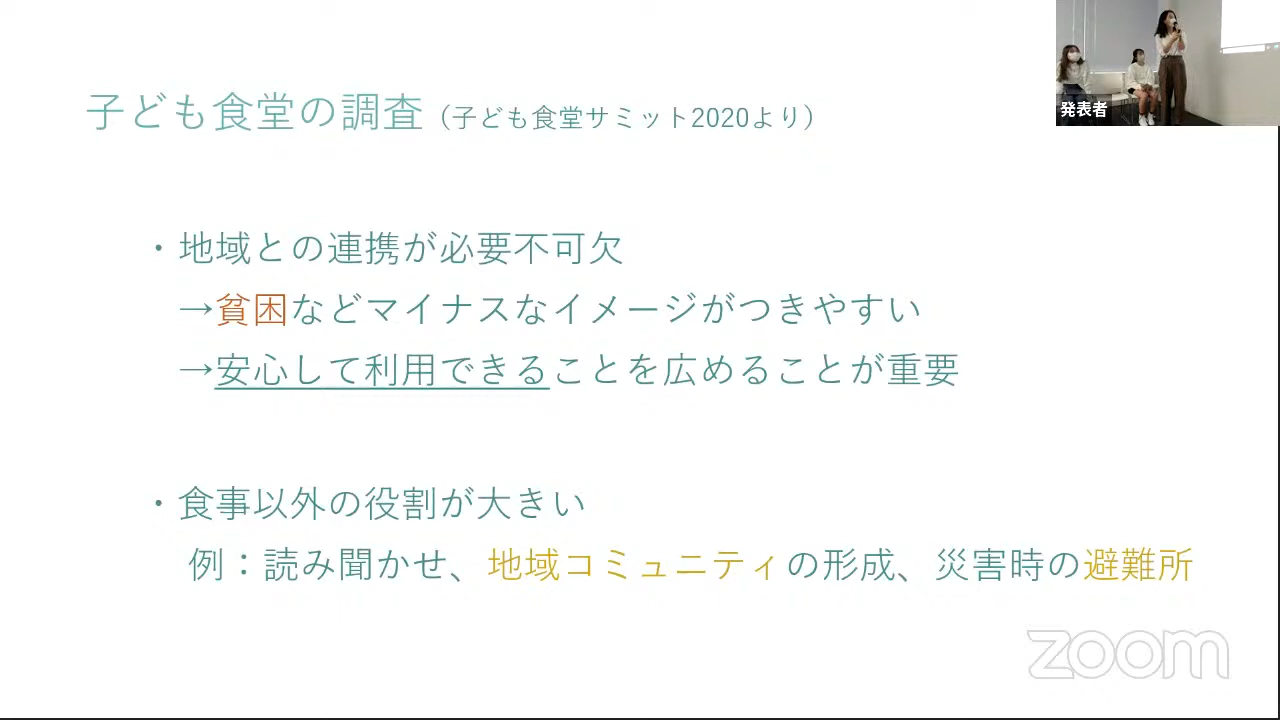 子ども食堂の調査（子ども食堂サミット2020より）
発表者
・地域との連携が必要不可欠
→貧困などマイナスなイメージがつきやすい
→安心して利用できることを広めることが重要
・食事以外の役割が大きい
例：読み聞かせ、地域コミュニティの形成、災害時の避難所
zoom